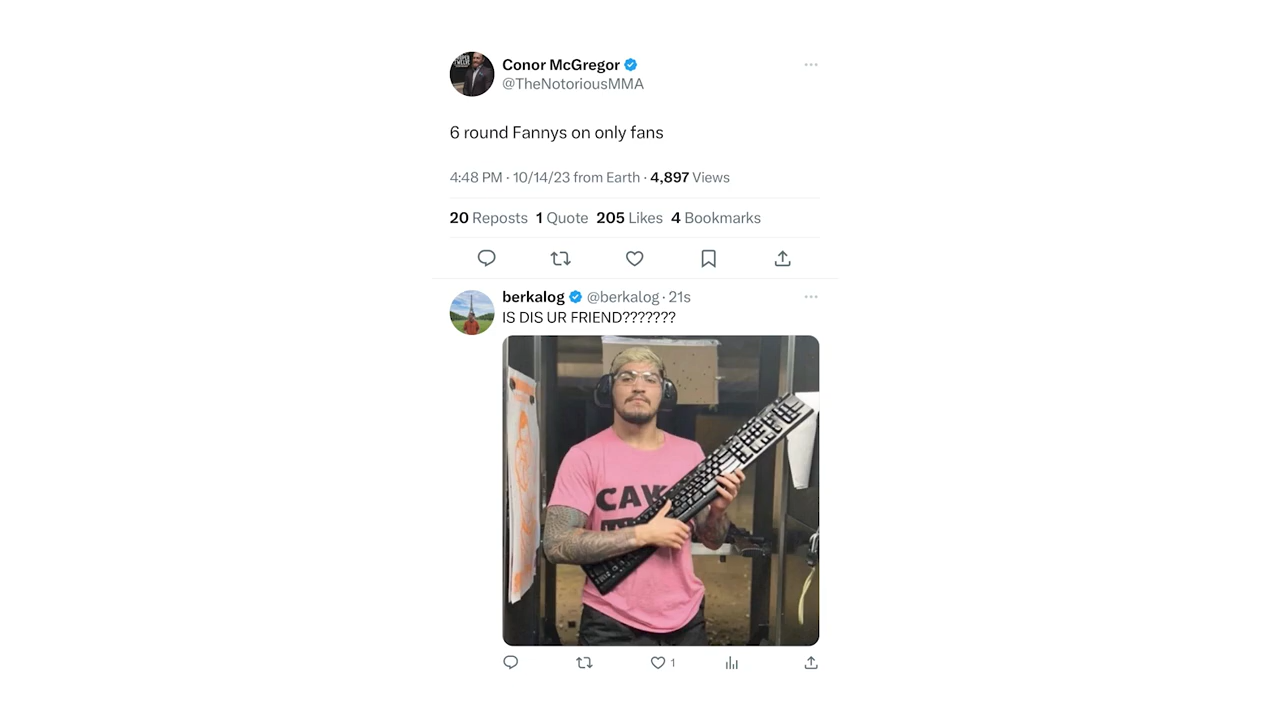 Conor McGregor
@TheNotoriousMMA
6 round Fannys on only fans
4:48 PM · 10/14/23 from Earth · 4,897 Views
20 Reposts 1 Quote 205 Likes 4 Bookmarks
berkalog @berkalog · 21s
IS DIS UR FRIEND???????
1